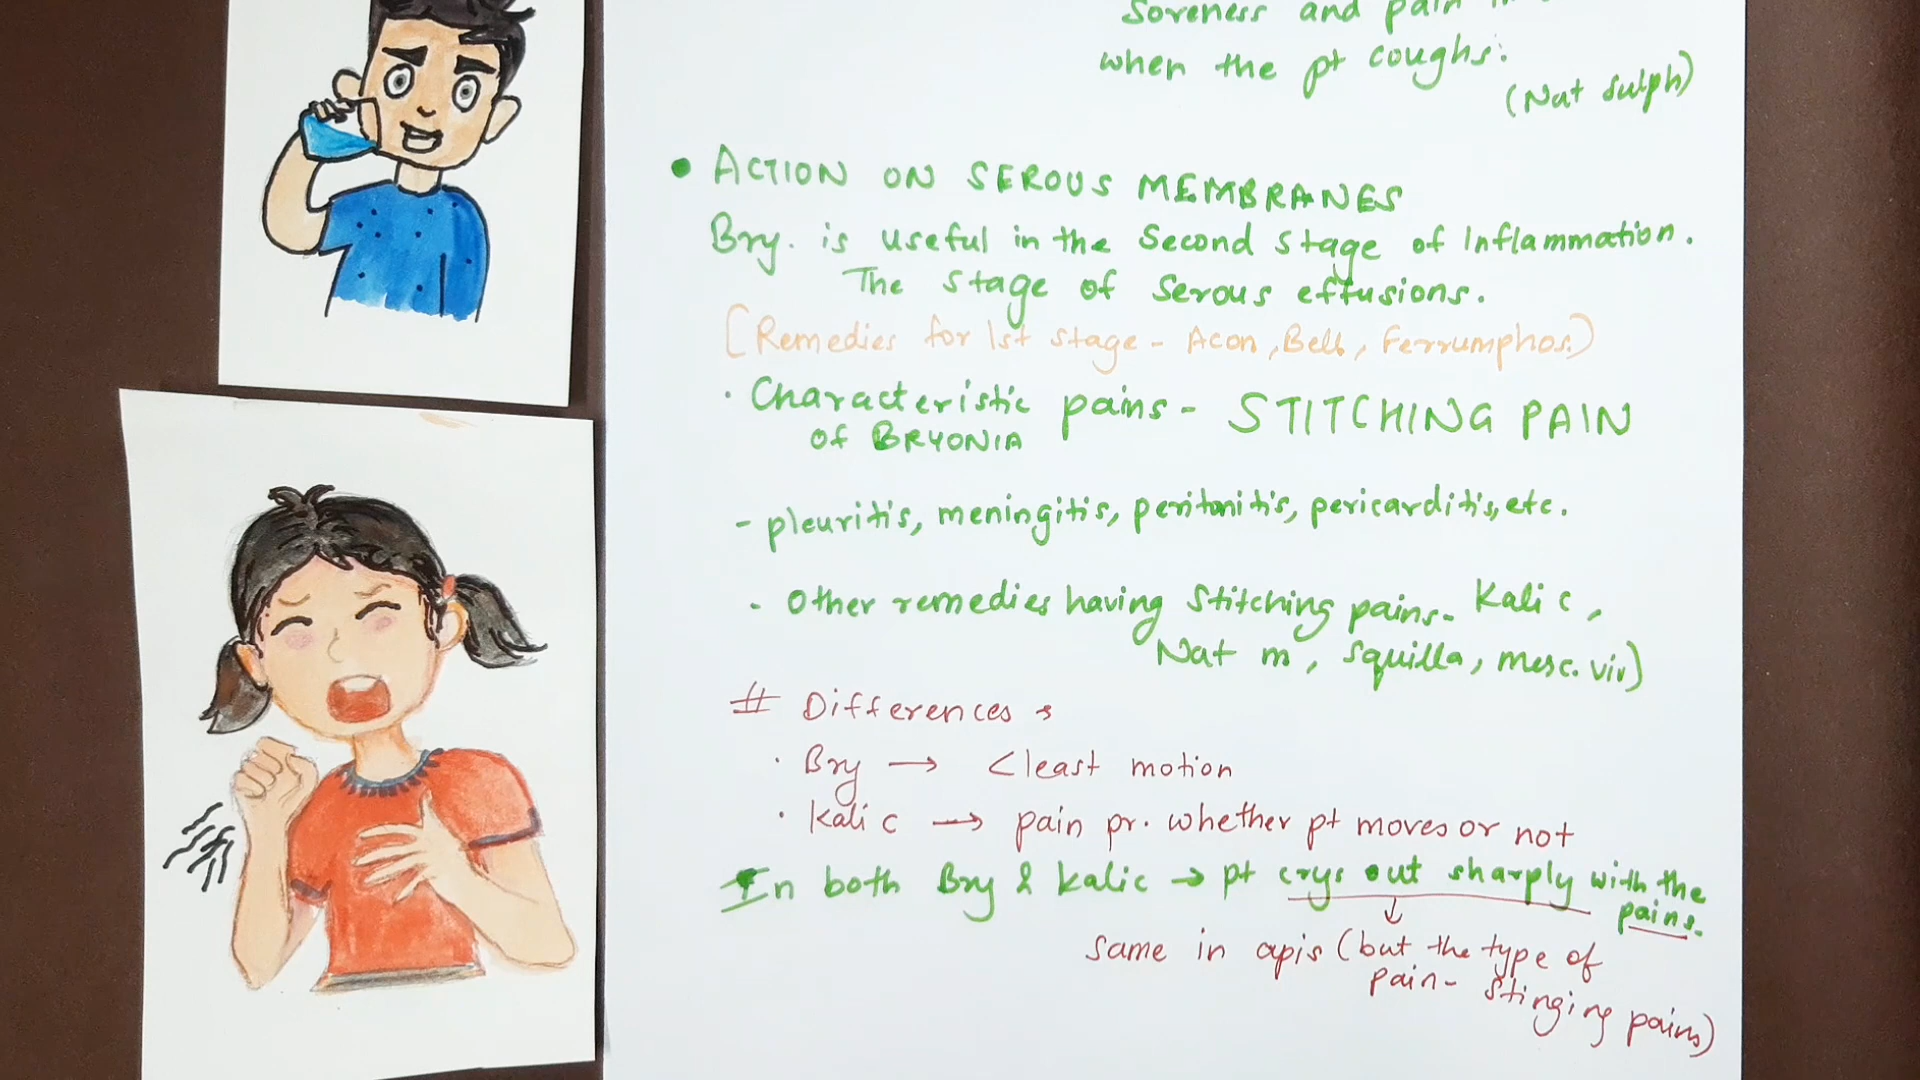 Soreness and pain in
when the pt coughs.
(Nat Sulph)
• ACTION ON SEROUS MEMBRANES
Bry. is useful in the Second Stage of Inflammation.
The Stage of Serous effusions.
[Remedies for 1st Stage - Acon, Bell, Ferrumphos.)
· Characteristic pains - STITCHING PAIN
of BRYONIA
- pleuritis, meningitis, peritonitis, pericarditis, etc.
- Other remedies having Stitching pains - Kali c,
Nat m, Squilla, mesc. viv)
# Differences
· Bry → < least motion
· Kali c → pain pr. whether pt moves or not
In both Bry & Kalic → pt crys out sharply with the
pains.
↓
Same in apis (but the type of
pain - Stinging pains)